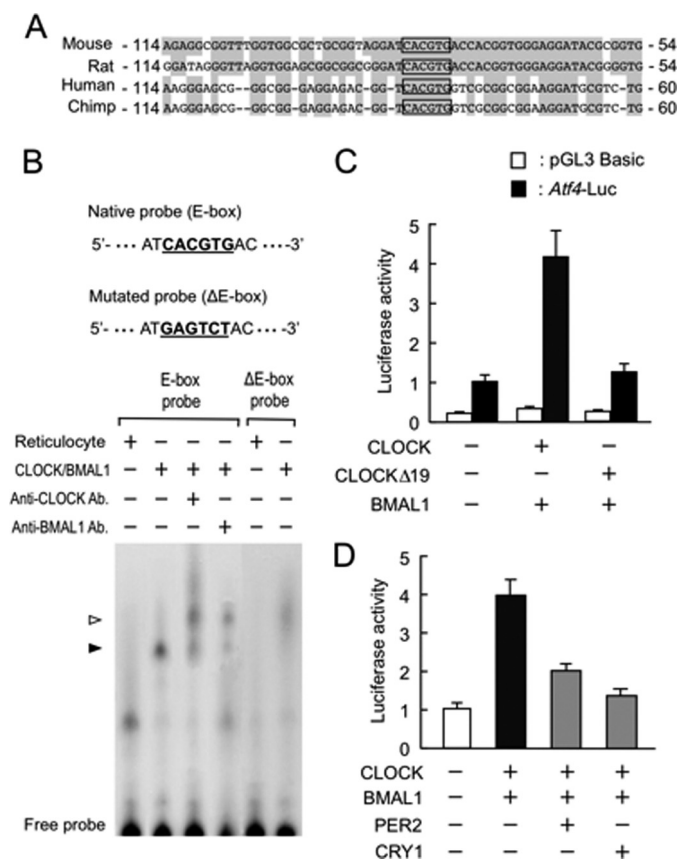 A
Mouse - 114 AGAGGCGGTTTGGTGGCGCTGCGGTAGGATCACGTGACCACGGTGGGAGGATACGCGGTG - 54
Rat - 114 GGATAGGGTTAGGTGGAGCGGCGGCGGGATCACGTGACCACGGTGGGAGGATACGGGGTG - 54
Human - 114 AAGGGAGCG--GGCGG-GAGGAGAC-GG-TCACGTGGTCGCGGCGGAAGGATGCGTC-TG - 60
Chimp - 114 AAGGGAGCG--GGCGG-GAGGAGAC-GG-TCACGTGGTCGCGGCGGAAGGATGCGTC-TG - 60
B
Native probe (E-box)
5'- ··· ATCACGTGAC ···-3'
Mutated probe (ΔE-box)
5'- ··· ATGAGTCTAC ···-3'
E-box probe
ΔE-box probe
Reticulocyte + − − − + −
CLOCK/BMAL1 − + + + − +
Anti-CLOCK Ab. − − + − − −
Anti-BMAL1 Ab. − − − + − −
Free probe
C
: pGL3 Basic
: Atf4-Luc
Luciferase activity
5
4
3
2
1
0
CLOCK − + −
CLOCKΔ19 − − +
BMAL1 − + +
D
Luciferase activity
5
4
3
2
1
0
CLOCK − + + +
BMAL1 − + + +
PER2 − − + −
CRY1 − − − +